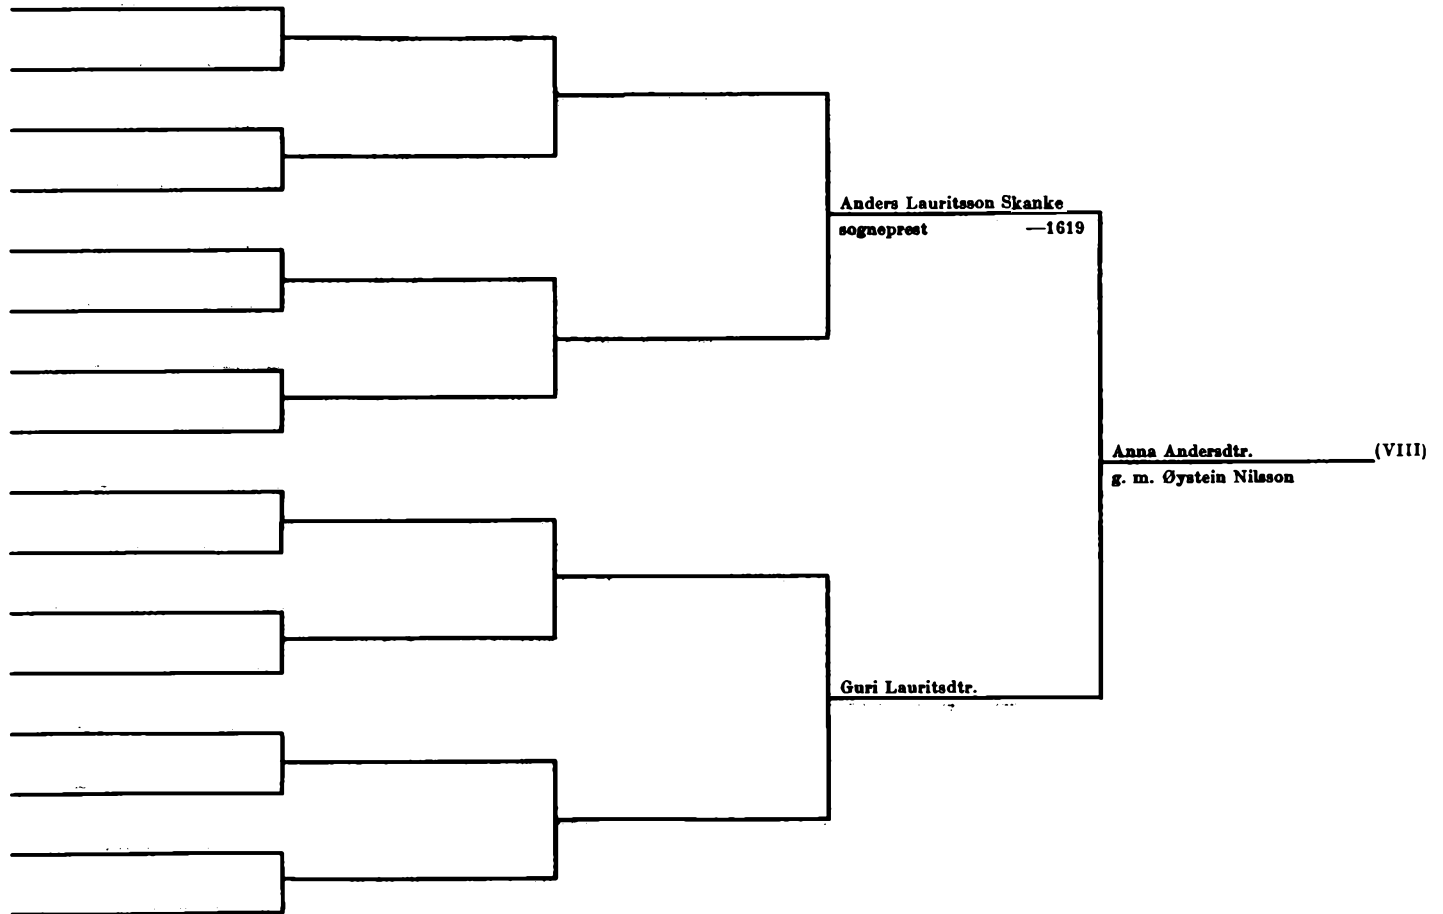 Anders Lauritsson Skanke
sogneprest —1619
Anna Andersdtr. (VIII)
g. m. Øystein Nilsson
Guri Lauritsdtr.